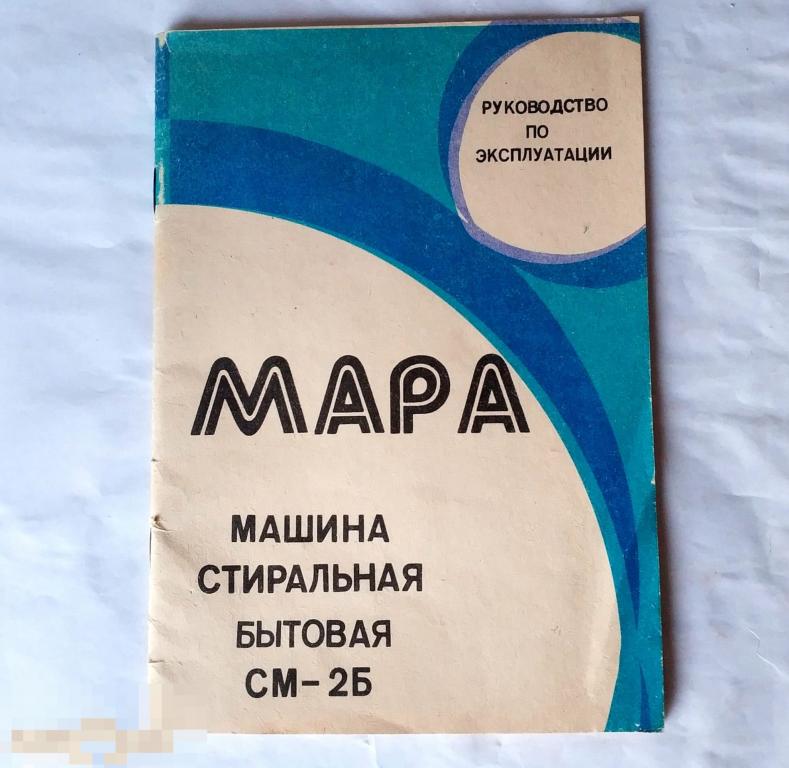 РУКОВОДСТВО
ПО
ЭКСПЛУАТАЦИИ
МАРА
МАШИНА
СТИРАЛЬНАЯ
БЫТОВАЯ
СМ-2Б